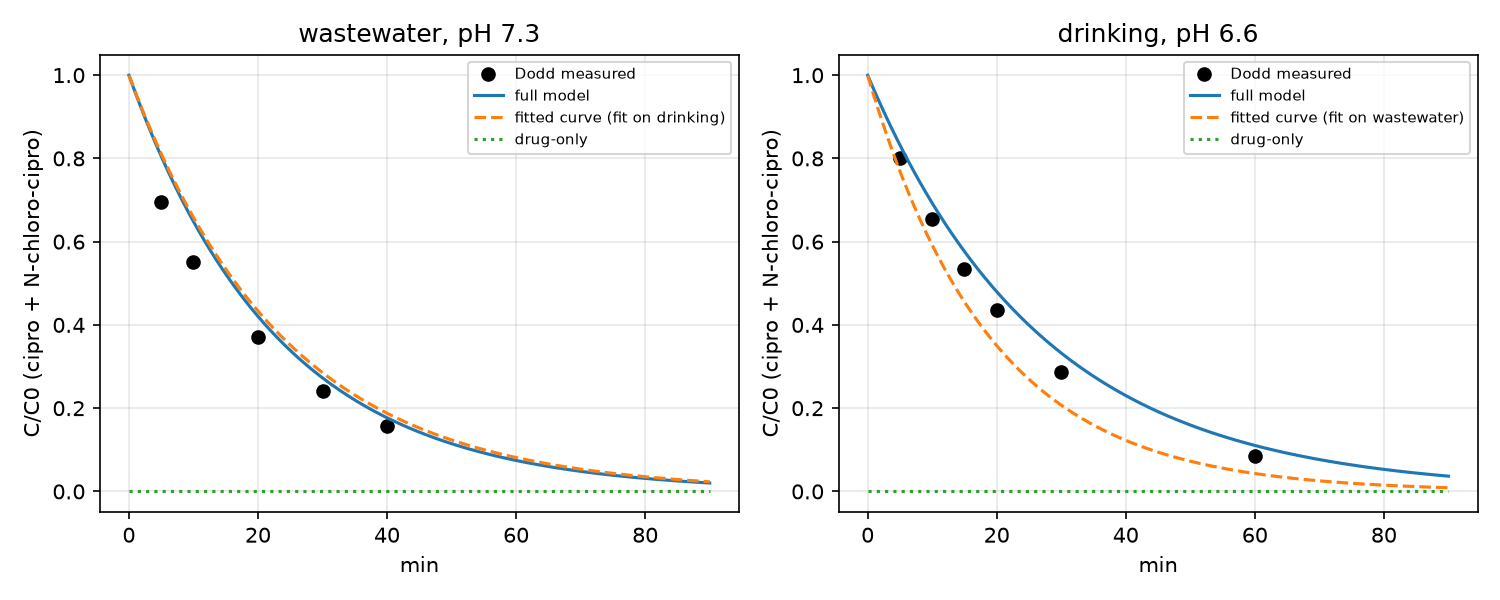 wastewater, pH 7.3
C/C0 (cipro + N-chloro-cipro)
1.0
0.8
0.6
0.4
0.2
0.0
Dodd measured
full model
fitted curve (fit on drinking)
drug-only
0 20 40 60 80
min
drinking, pH 6.6
C/C0 (cipro + N-chloro-cipro)
1.0
0.8
0.6
0.4
0.2
0.0
Dodd measured
full model
fitted curve (fit on wastewater)
drug-only
0 20 40 60 80
min